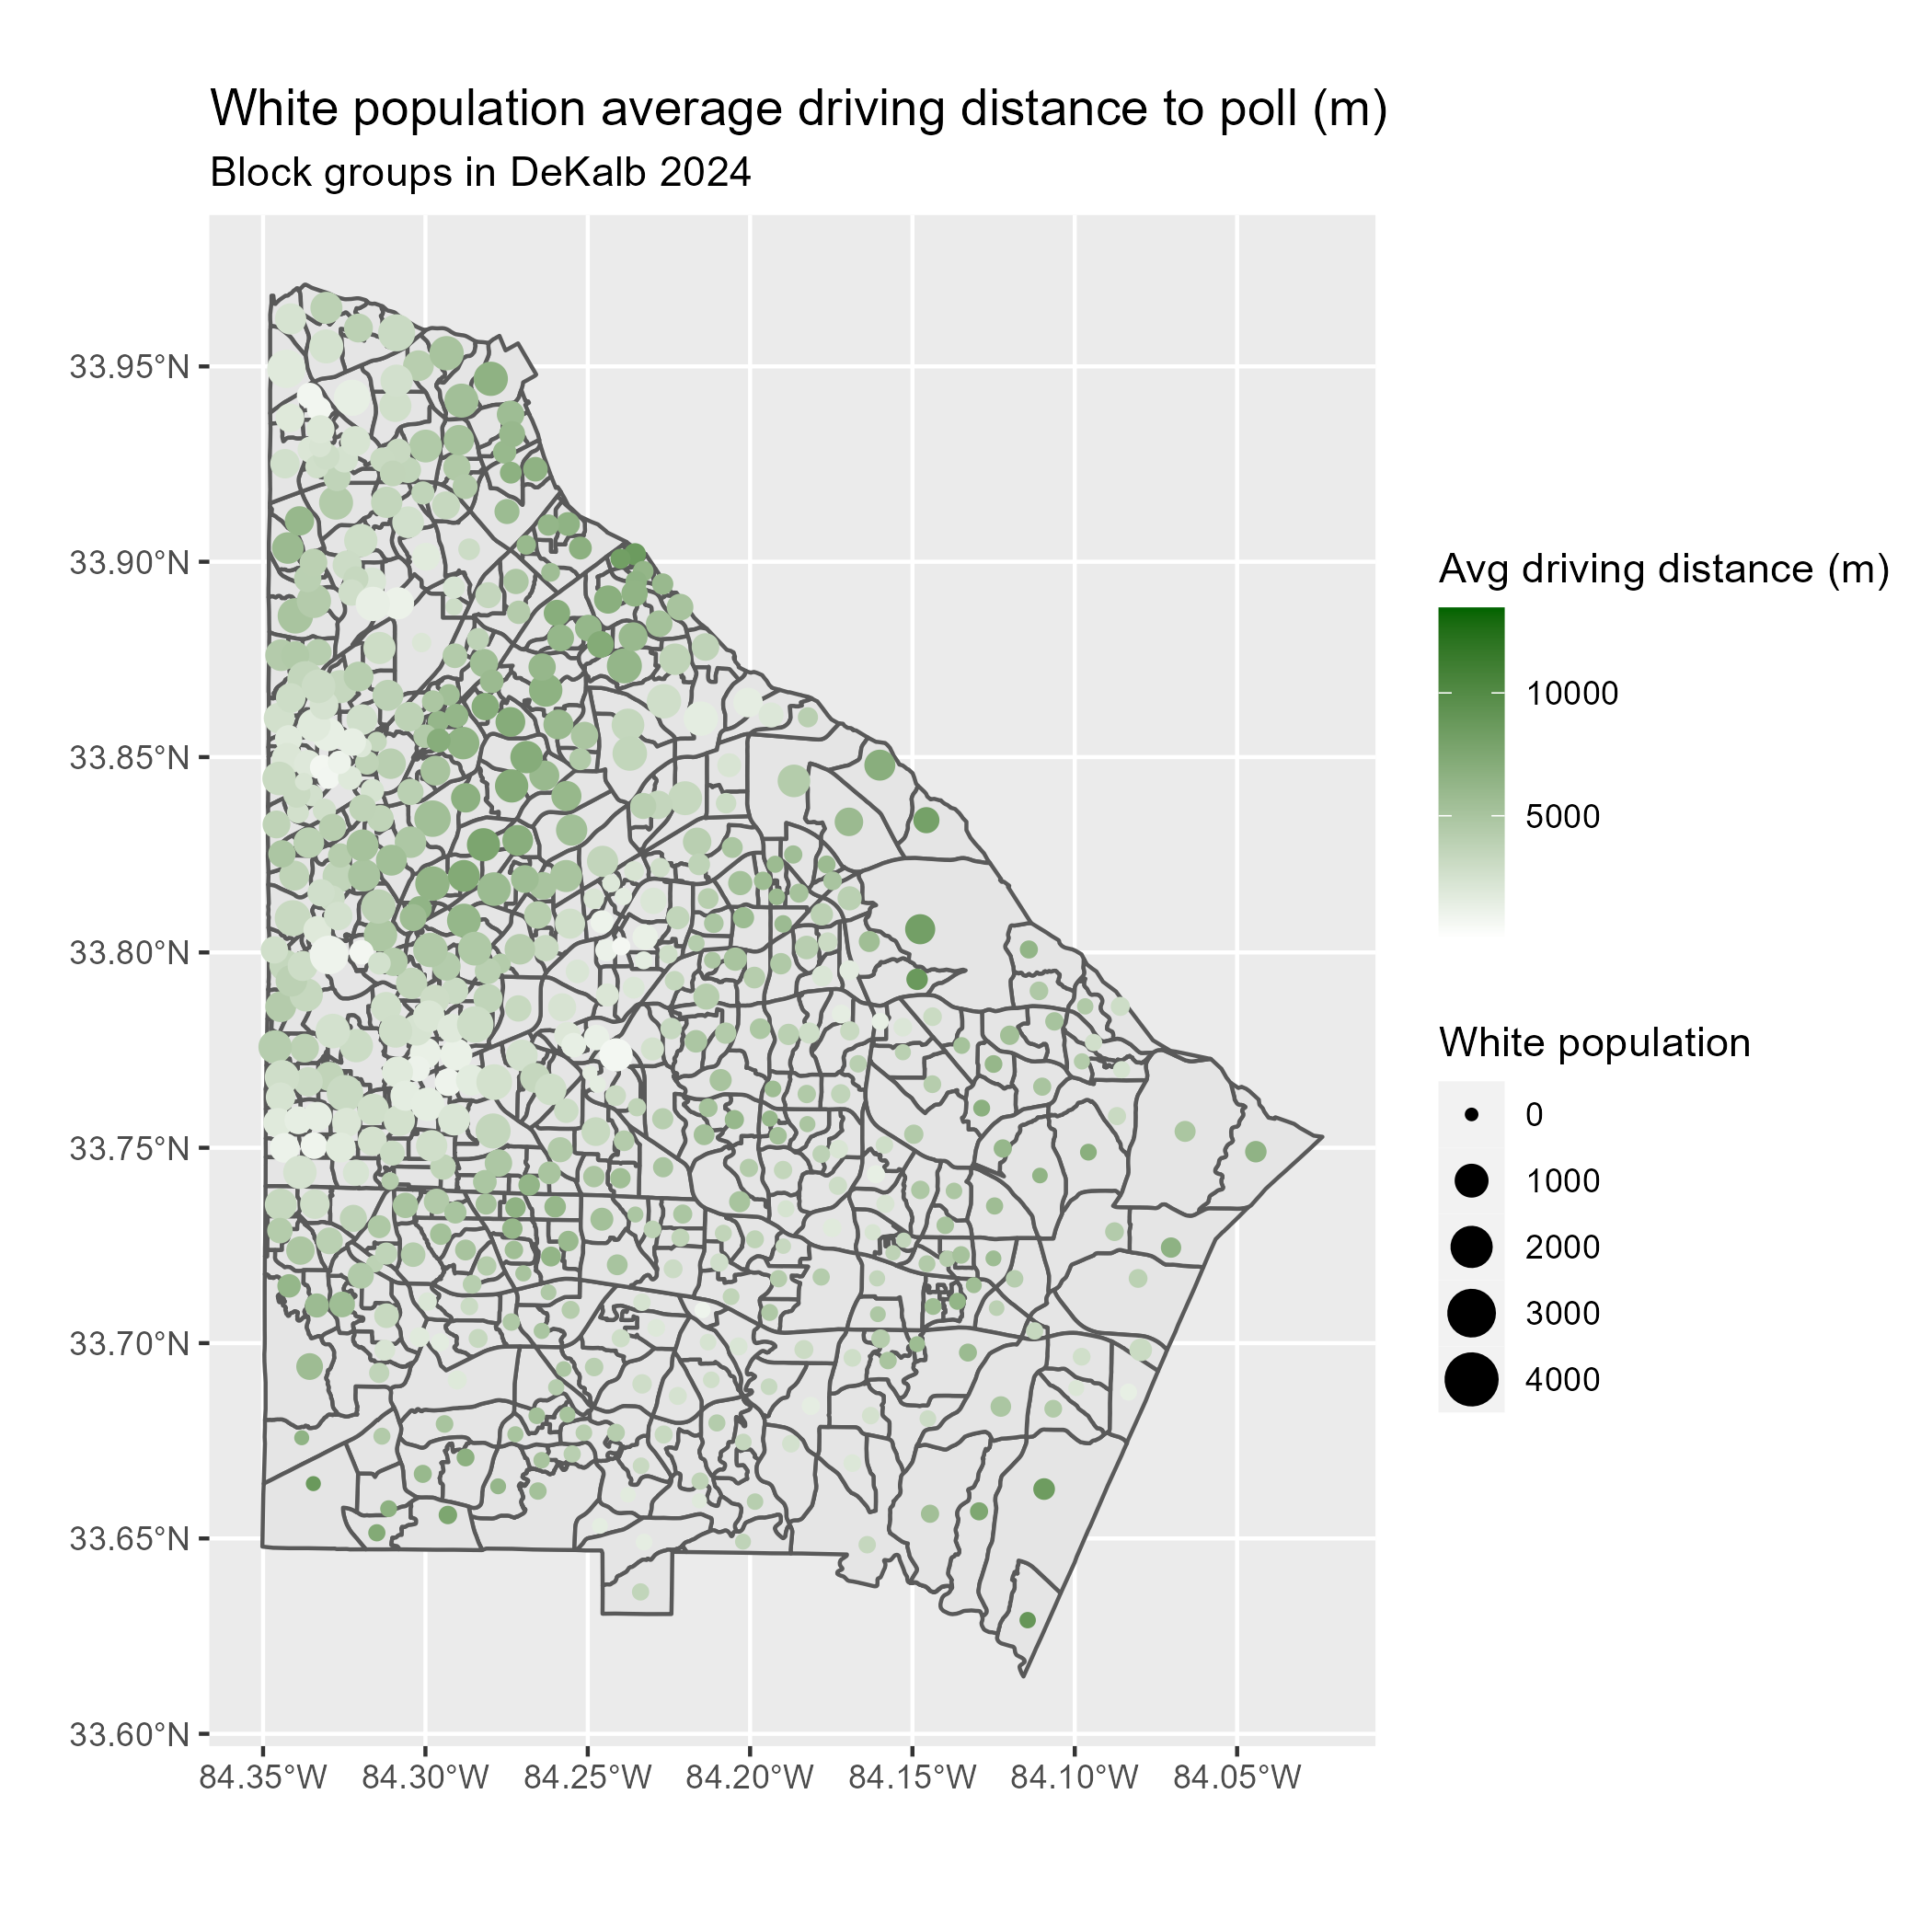 White population average driving distance to poll (m)
Block groups in DeKalb 2024
33.95°N
33.90°N
33.85°N
33.80°N
33.75°N
33.70°N
33.65°N
33.60°N
84.35°W 84.30°W 84.25°W 84.20°W 84.15°W 84.10°W 84.05°W
Avg driving distance (m)
10000
5000
White population
0
1000
2000
3000
4000